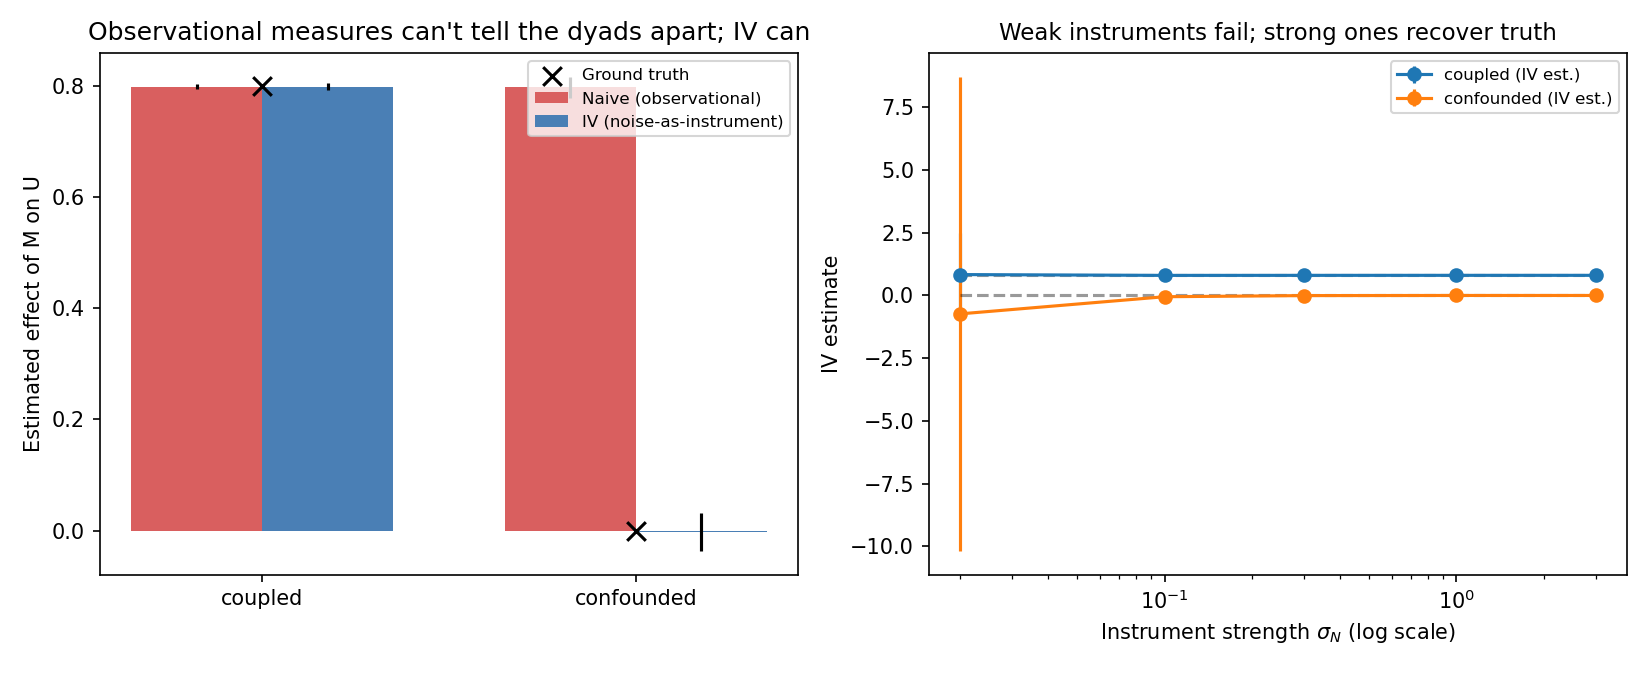 Observational measures can't tell the dyads apart; IV can
Ground truth
Naive (observational)
IV (noise-as-instrument)
Estimated effect of M on U
0.8
0.6
0.4
0.2
0.0
coupled
confounded
Weak instruments fail; strong ones recover truth
coupled (IV est.)
confounded (IV est.)
IV estimate
7.5
5.0
2.5
0.0
−2.5
−5.0
−7.5
−10.0
10⁻¹
10⁰
Instrument strength σ_N (log scale)